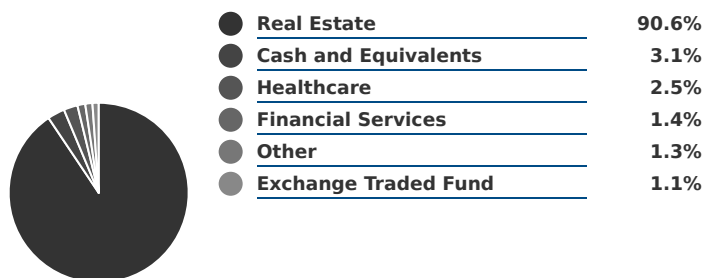 Real Estate 90.6%
Cash and Equivalents 3.1%
Healthcare 2.5%
Financial Services 1.4%
Other 1.3%
Exchange Traded Fund 1.1%